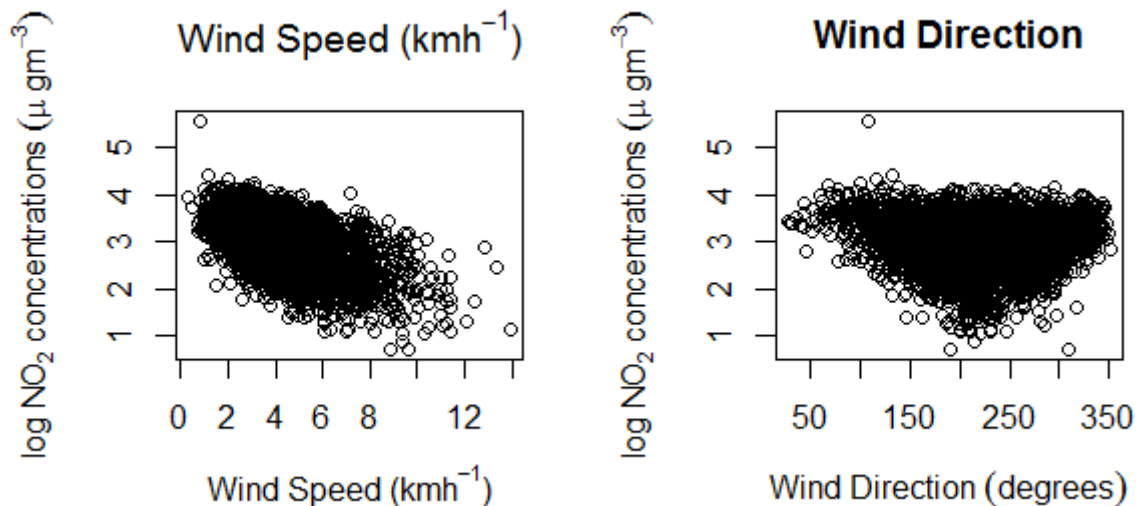 Wind Speed (kmh⁻¹)
log NO₂ concentrations (μ gm⁻³)
5
4
3
2
1
0 2 4 6 8 12
Wind Speed (kmh⁻¹)
Wind Direction
log NO₂ concentrations (μ gm⁻³)
5
4
3
2
1
50 150 250 350
Wind Direction (degrees)